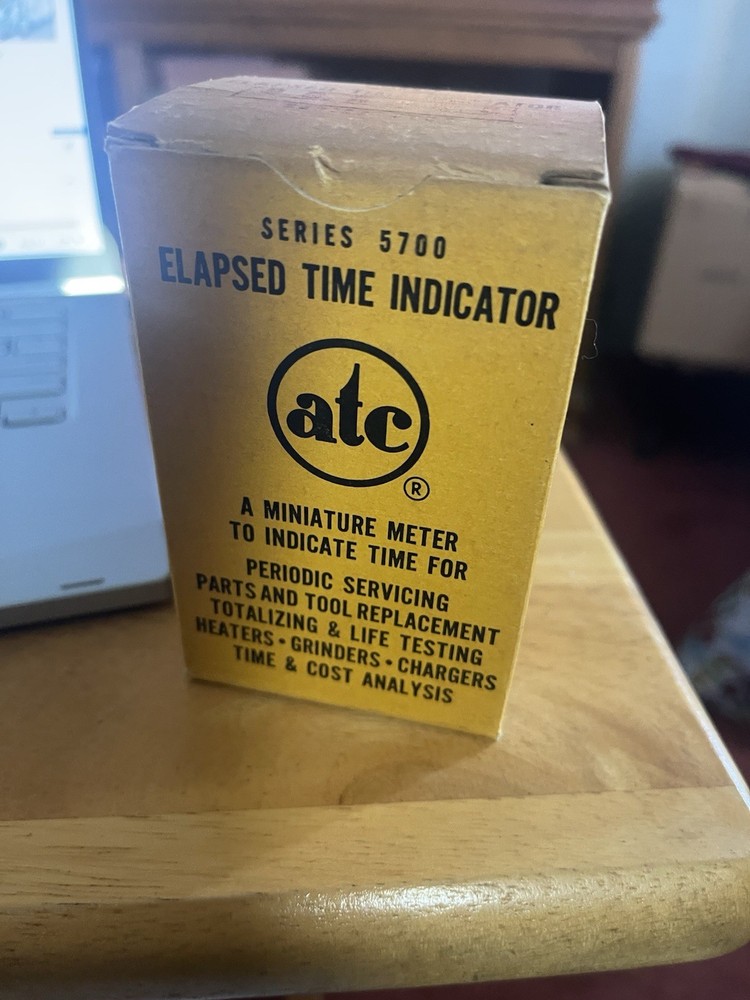 SERIES 5700
ELAPSED TIME INDICATOR
atc
®
A MINIATURE METER
TO INDICATE TIME FOR
PERIODIC SERVICING
PARTS AND TOOL REPLACEMENT
TOTALIZING & LIFE TESTING
HEATERS • GRINDERS • CHARGERS
TIME & COST ANALYSIS